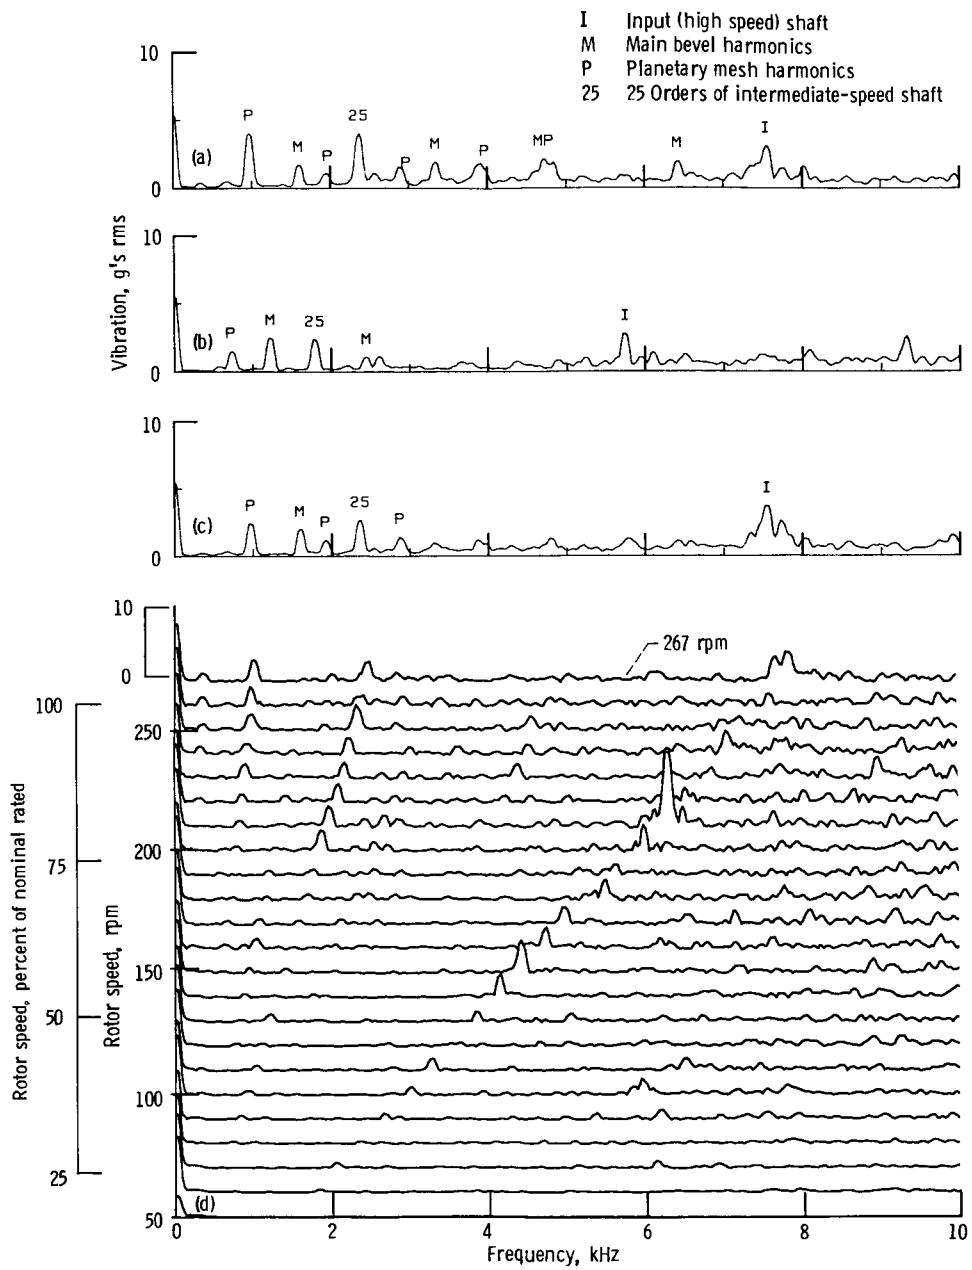 I Input (high speed) shaft
M Main bevel harmonics
P Planetary mesh harmonics
25 25 Orders of intermediate-speed shaft
10
0
(a)
P
M
P
25
P
M
P
MP
M
I
Vibration, g's rms
10
0
(b)
P
M
25
M
I
10
0
(c)
P
M
P
25
P
I
10
0
267 rpm
Rotor speed, percent of nominal rated
100
75
50
25
Rotor speed, rpm
250
200
150
100
50
(d)
0 2 4 6 8 10
Frequency, kHz